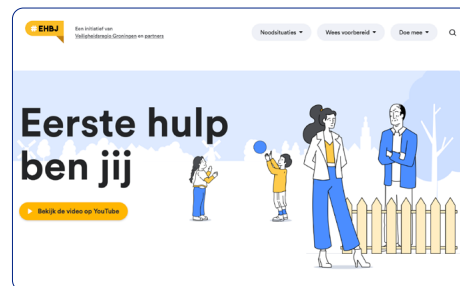 EHBJ
Een initiatief van
Veiligheidsregio Groningen en partners
Noodsituaties
Wees voorbereid
Doe mee
Eerste hulp
ben jij
Bekijk de video op YouTube